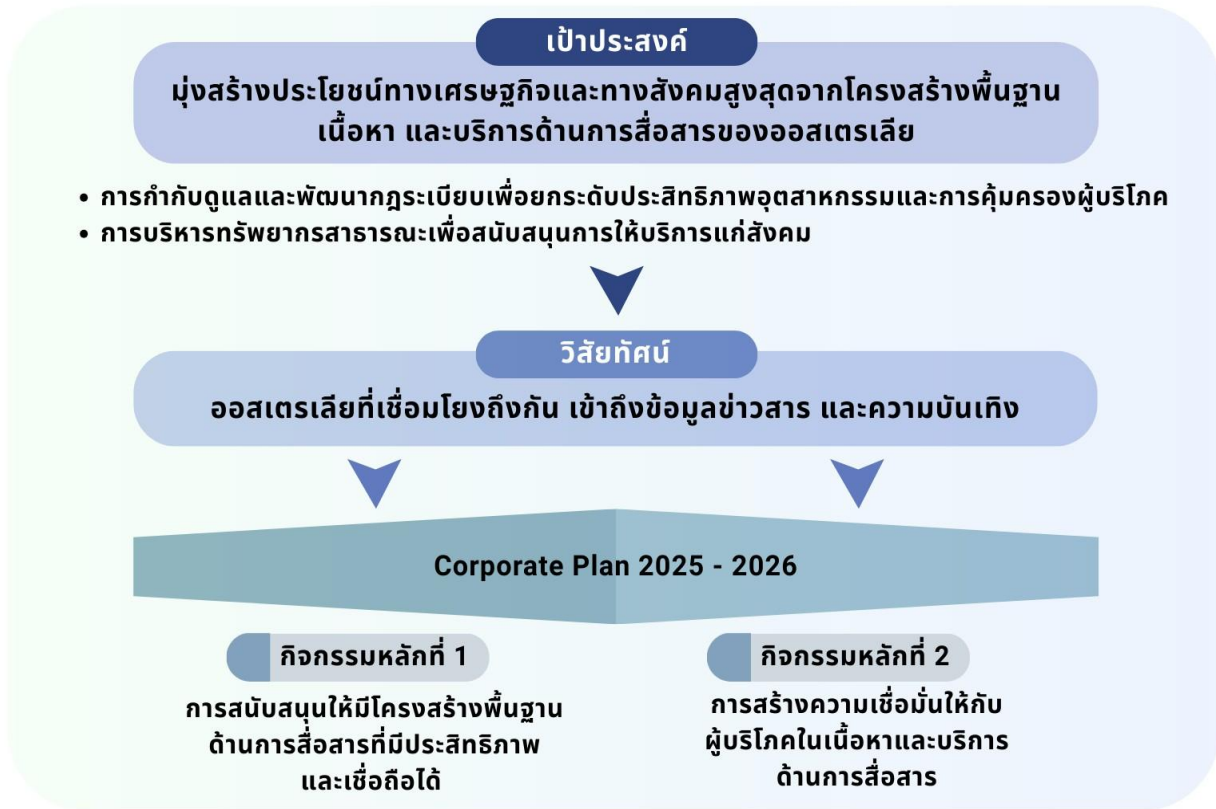 เป้าประสงค์
มุ่งสร้างประโยชน์ทางเศรษฐกิจและทางสังคมสูงสุดจากโครงสร้างพื้นฐาน
เนื้อหา และบริการด้านการสื่อสารของออสเตรเลีย
• การกำกับดูแลและพัฒนากฎระเบียบเพื่อยกระดับประสิทธิภาพอุตสาหกรรมและการคุ้มครองผู้บริโภค
• การบริหารทรัพยากรสาธารณะเพื่อสนับสนุนการให้บริการแก่สังคม
วิสัยทัศน์
ออสเตรเลียที่เชื่อมโยงถึงกัน เข้าถึงข้อมูลข่าวสาร และความบันเทิง
Corporate Plan 2025 - 2026
กิจกรรมหลักที่ 1
การสนับสนุนให้มีโครงสร้างพื้นฐาน
ด้านการสื่อสารที่มีประสิทธิภาพ
และเชื่อถือได้
กิจกรรมหลักที่ 2
การสร้างความเชื่อมั่นให้กับ
ผู้บริโภคในเนื้อหาและบริการ
ด้านการสื่อสาร